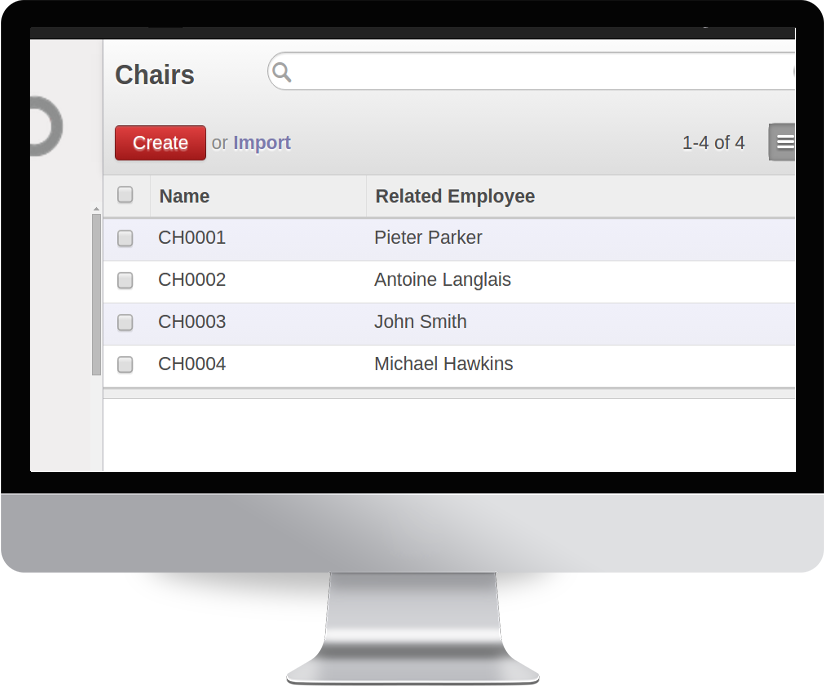 Chairs
Create or Import 1-4 of 4
Name Related Employee
CH0001 Pieter Parker
CH0002 Antoine Langlais
CH0003 John Smith
CH0004 Michael Hawkins